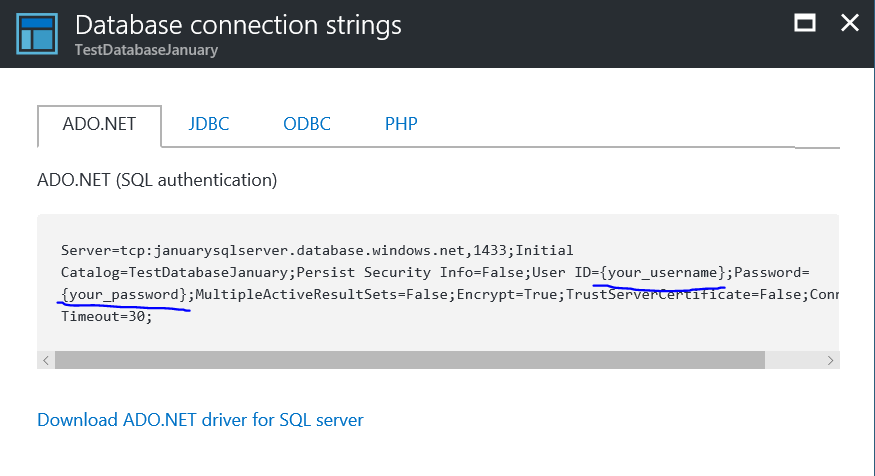 Database connection strings
TestDatabaseJanuary
ADO.NET JDBC ODBC PHP
ADO.NET (SQL authentication)
Server=tcp:januarysqlserver.database.windows.net,1433;Initial
Catalog=TestDatabaseJanuary;Persist Security Info=False;User ID={your_username};Password=
{your_password};MultipleActiveResultSets=False;Encrypt=True;TrustServerCertificate=False;Conn
Timeout=30;
Download ADO.NET driver for SQL server